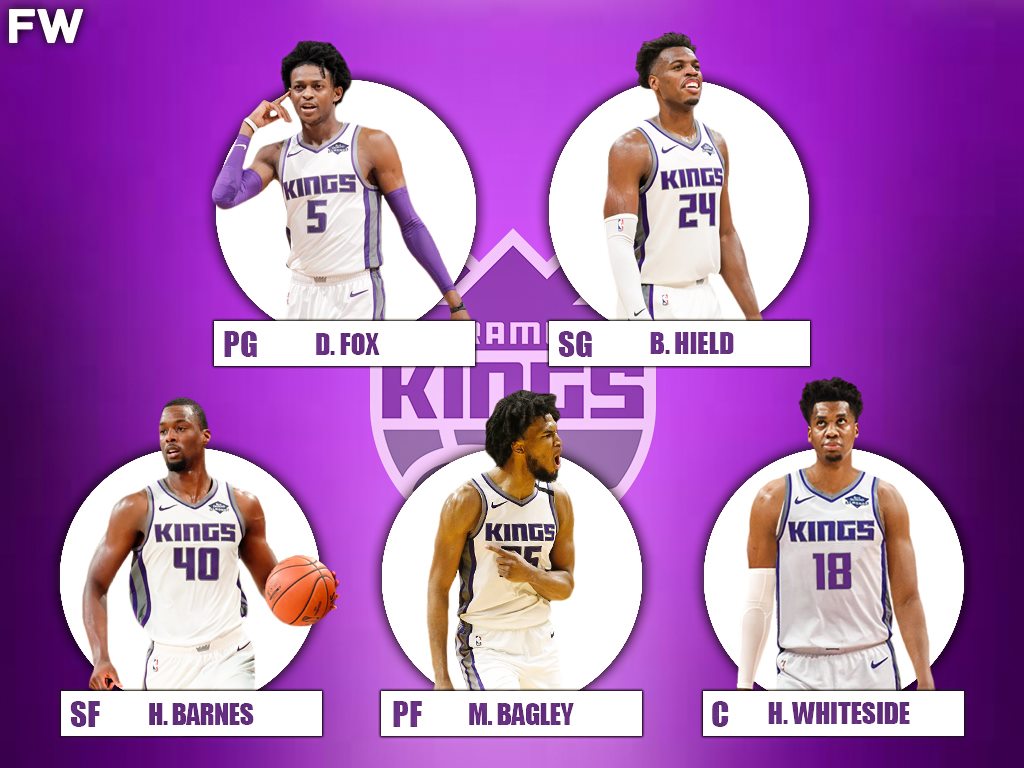 FW
KINGS
5
KINGS
24
PG D. FOX
SG B. HIELD
KINGS
KINGS
40
KINGS
KINGS
18
SF H. BARNES
PF M. BAGLEY
C H. WHITESIDE